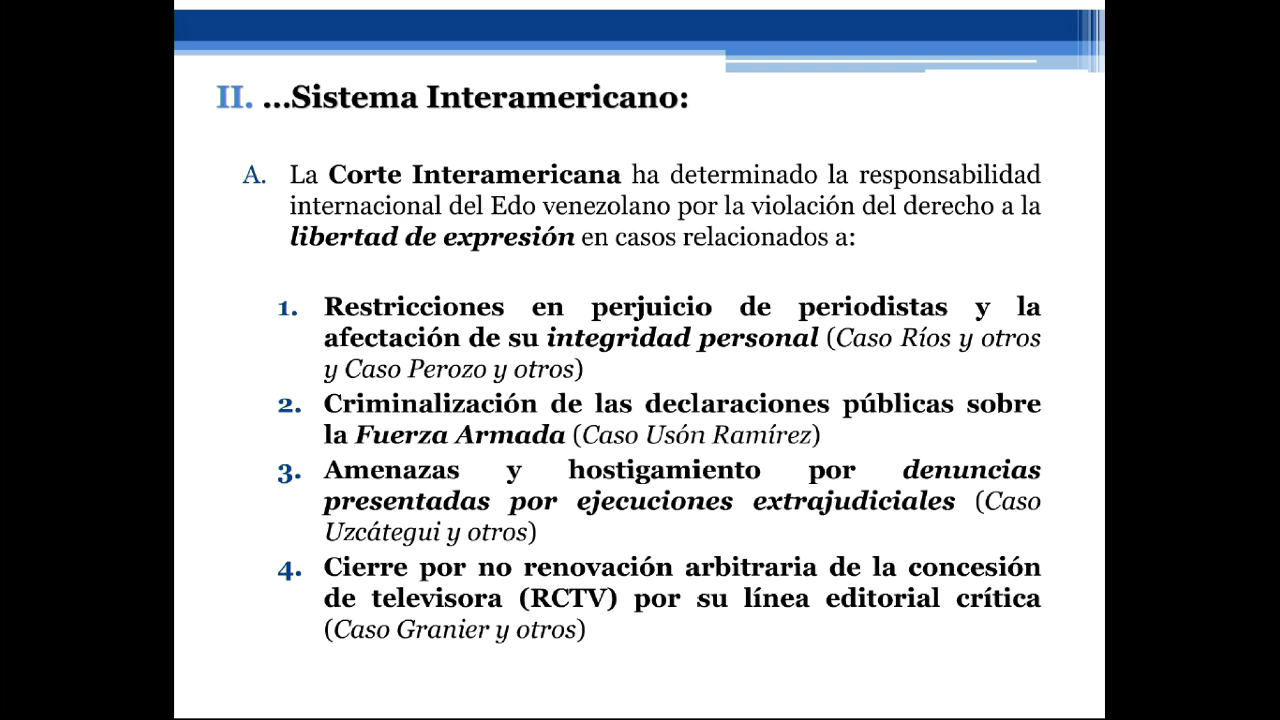 II. ...Sistema Interamericano:
A. La Corte Interamericana ha determinado la responsabilidad
internacional del Edo venezolano por la violación del derecho a la
libertad de expresión en casos relacionados a:
1. Restricciones en perjuicio de periodistas y la
afectación de su integridad personal (Caso Ríos y otros
y Caso Perozo y otros)
2. Criminalización de las declaraciones públicas sobre
la Fuerza Armada (Caso Usón Ramírez)
3. Amenazas y hostigamiento por denuncias
presentadas por ejecuciones extrajudiciales (Caso
Uzcátegui y otros)
4. Cierre por no renovación arbitraria de la concesión
de televisora (RCTV) por su línea editorial crítica
(Caso Granier y otros)